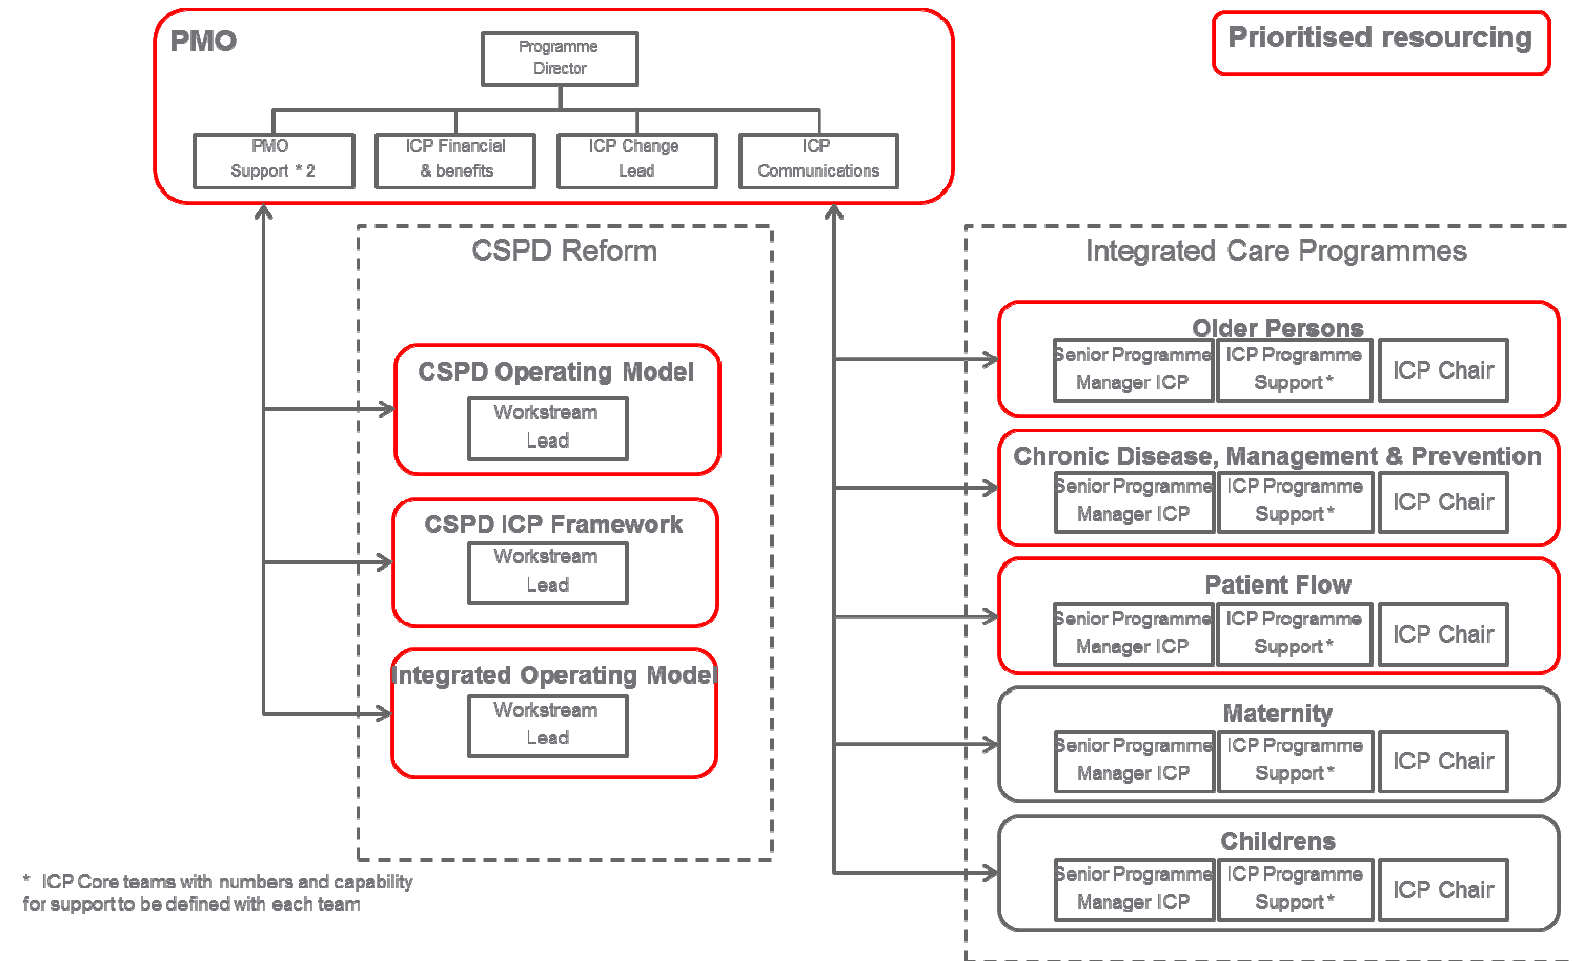 PMO
Prioritised resourcing
Programme
Director
PMO
Support * 2
ICP Financial
& benefits
ICP Change
Lead
ICP
Communications
CSPD Reform
CSPD Operating Model
Workstream
Lead
CSPD ICP Framework
Workstream
Lead
Integrated Operating Model
Workstream
Lead
Integrated Care Programmes
Older Persons
Senior Programme
Manager ICP
ICP Programme
Support *
ICP Chair
Chronic Disease, Management & Prevention
Senior Programme
Manager ICP
ICP Programme
Support *
ICP Chair
Patient Flow
Senior Programme
Manager ICP
ICP Programme
Support *
ICP Chair
Maternity
Senior Programme
Manager ICP
ICP Programme
Support *
ICP Chair
Childrens
Senior Programme
Manager ICP
ICP Programme
Support *
ICP Chair
* ICP Core teams with numbers and capability
for support to be defined with each team